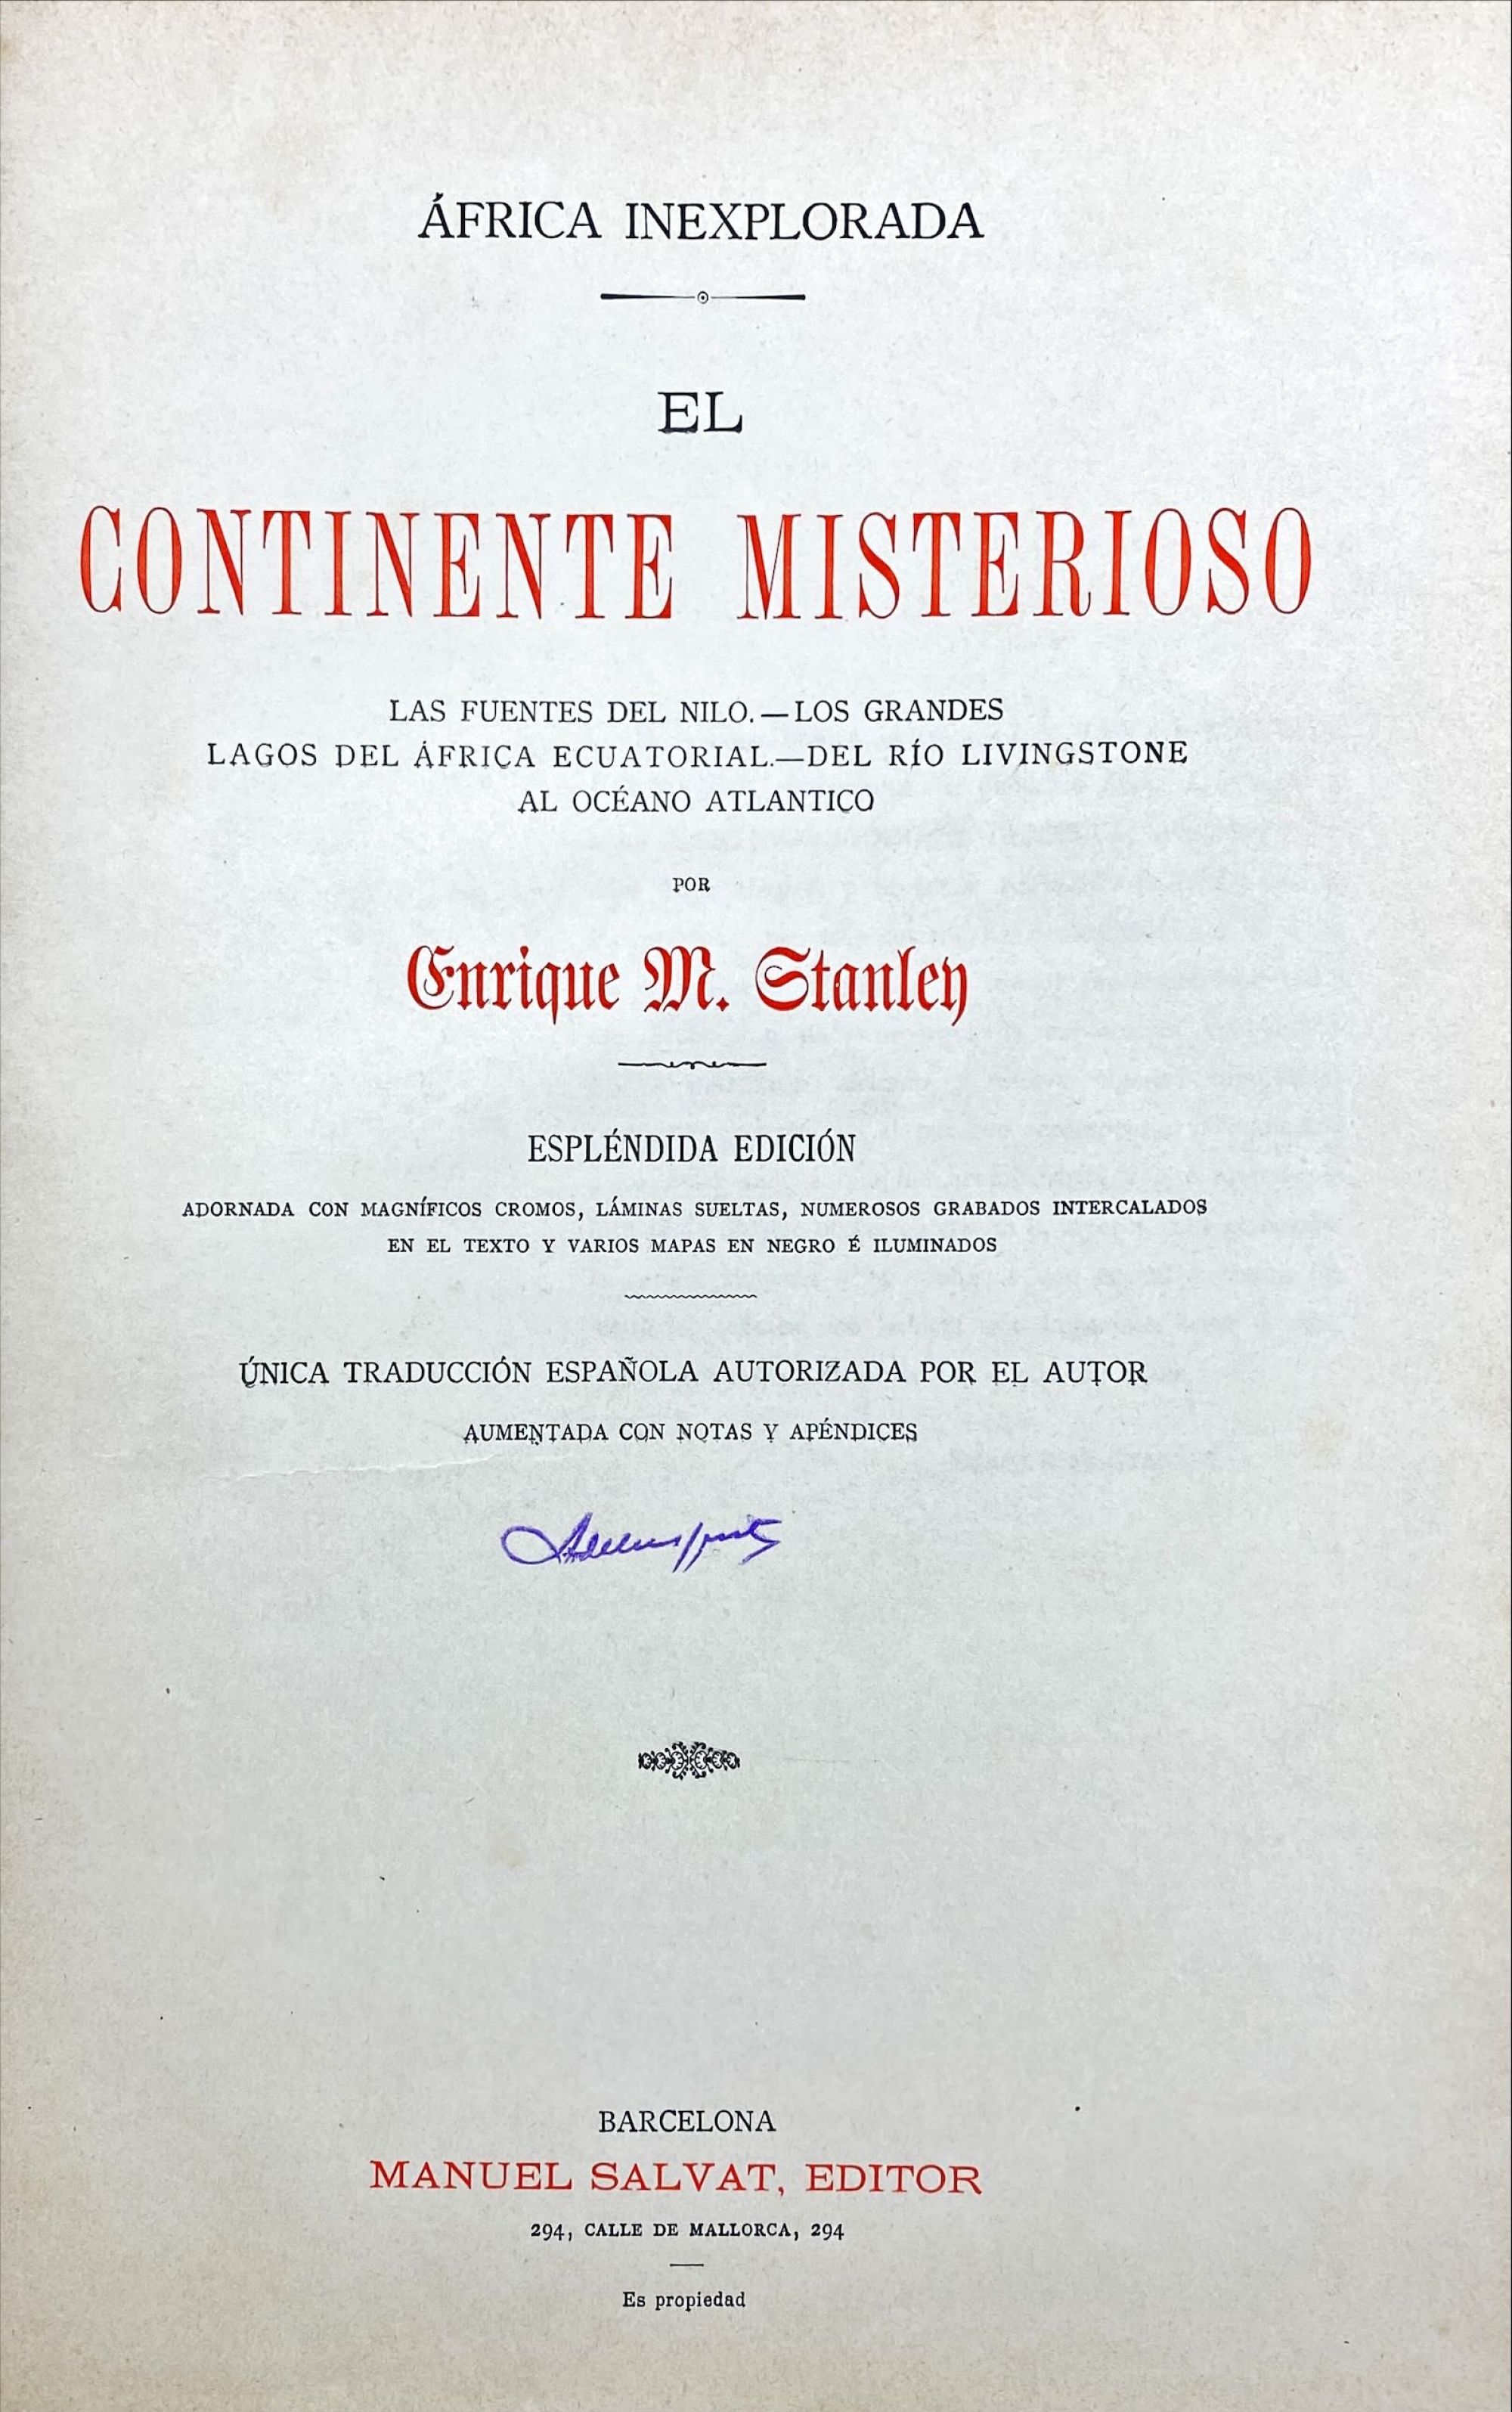 ÁFRICA INEXPLORADA
EL
CONTINENTE MISTERIOSO
LAS FUENTES DEL NILO.—LOS GRANDES
LAGOS DEL ÁFRICA ECUATORIAL.—DEL RÍO LIVINGSTONE
AL OCÉANO ATLANTICO
POR
Enrique M. Stanley
ESPLÉNDIDA EDICIÓN
ADORNADA CON MAGNÍFICOS CROMOS, LÁMINAS SUELTAS, NUMEROSOS GRABADOS INTERCALADOS
EN EL TEXTO Y VARIOS MAPAS EN NEGRO É ILUMINADOS
ÚNICA TRADUCCIÓN ESPAÑOLA AUTORIZADA POR EL AUTOR
AUMENTADA CON NOTAS Y APÉNDICES
BARCELONA
MANUEL SALVAT, EDITOR
294, CALLE DE MALLORCA, 294
Es propiedad